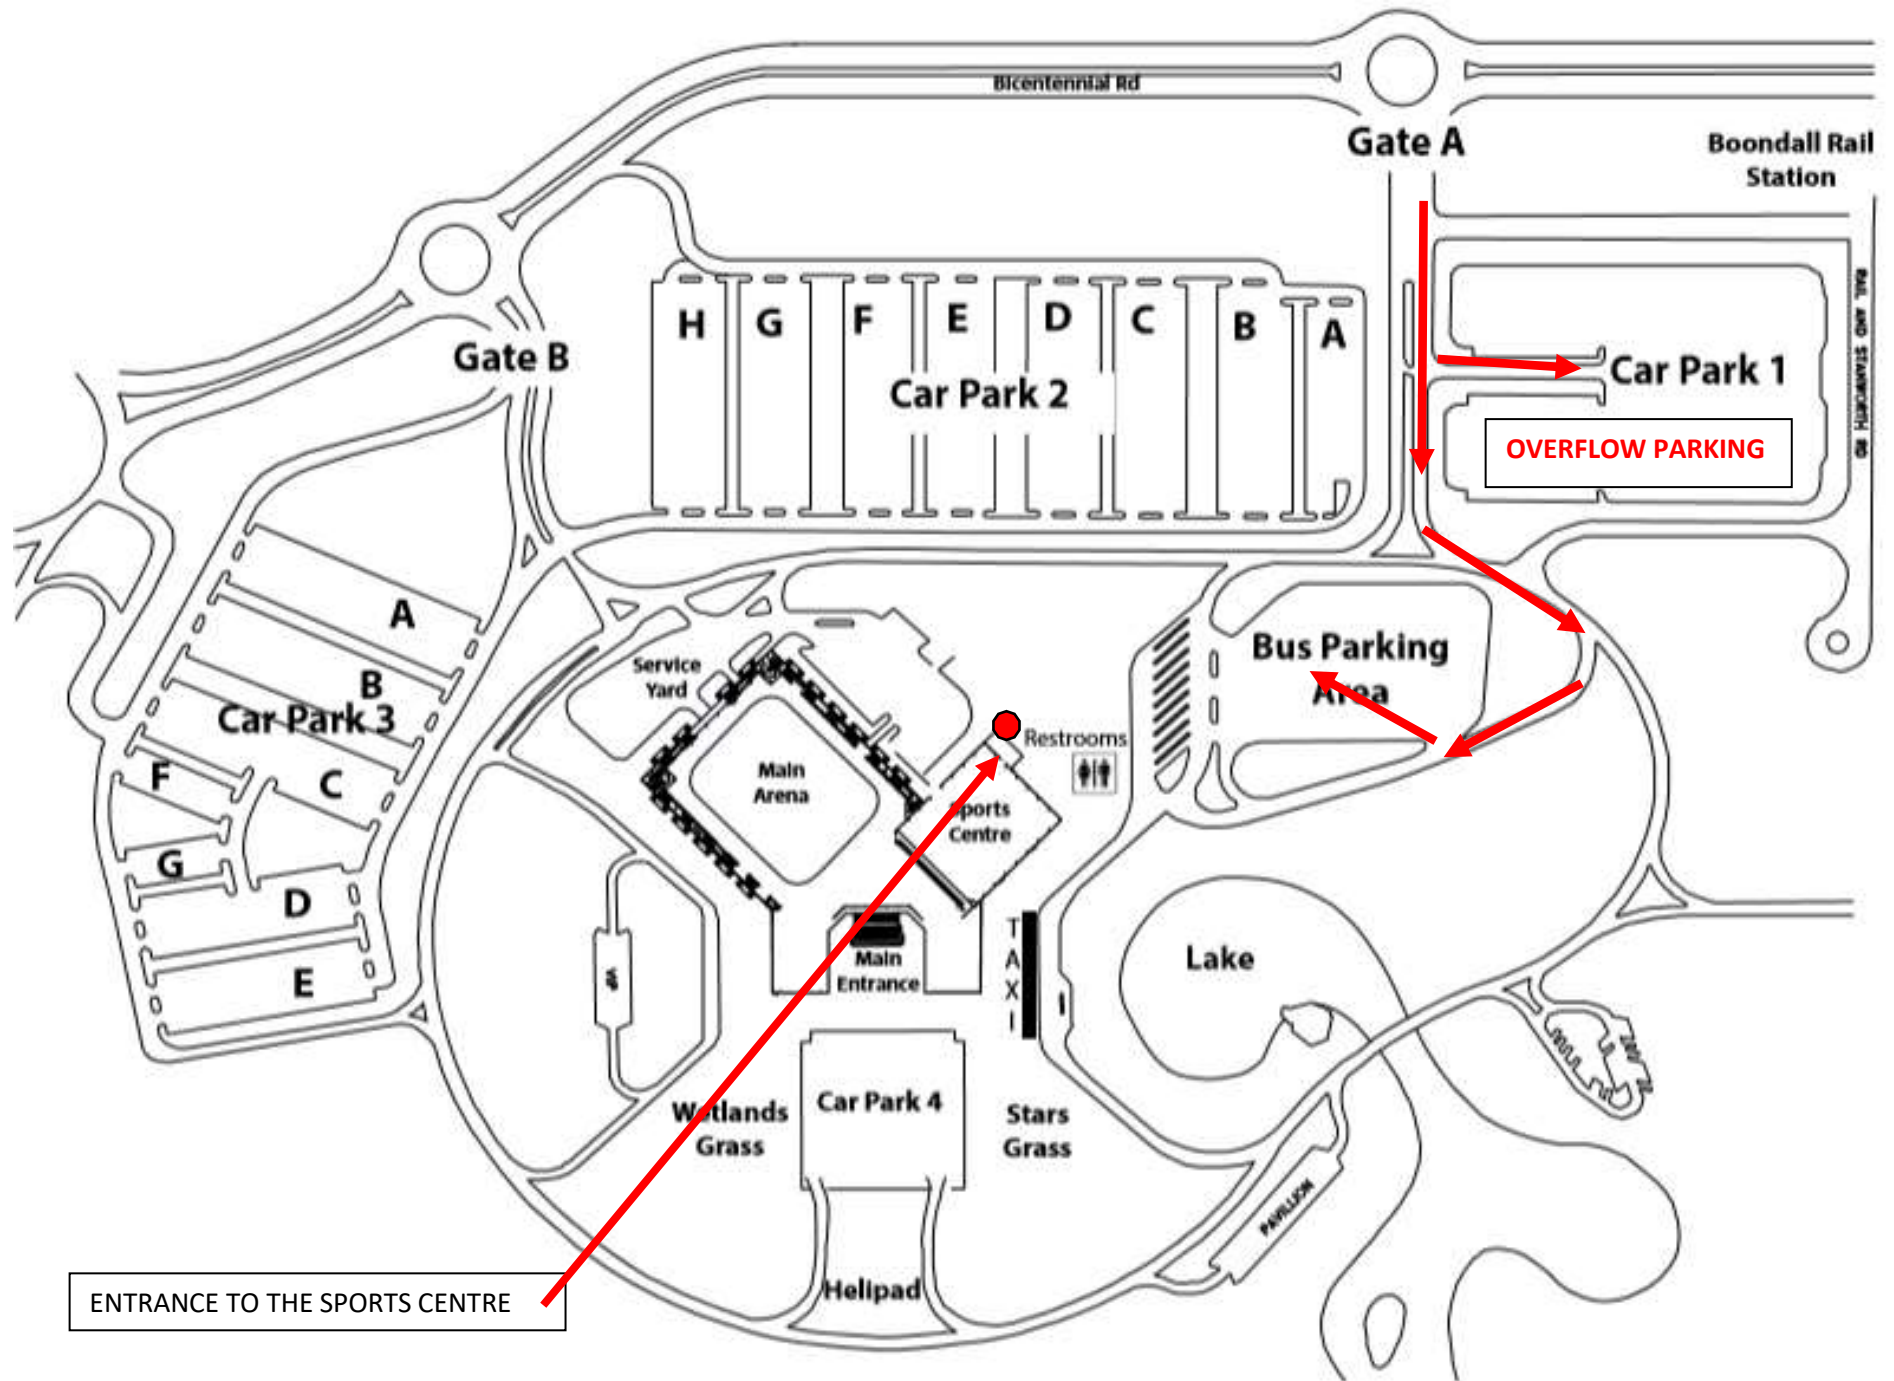 Bicentennial Rd
Gate A
Boondall Rail
Station
Gate B
H G F E D C B A
Car Park 2
Car Park 1
OVERFLOW PARKING
A
B
Car Park 3
F
C
G
D
E
Service
Yard
Bus Parking
Area
Restrooms
Main
Arena
Sports
Centre
Main
Entrance
TAXI
VIP
Lake
Car Park 4
Wetlands
Grass
Stars
Grass
PAVILLION
Helipad
ENTRANCE TO THE SPORTS CENTRE